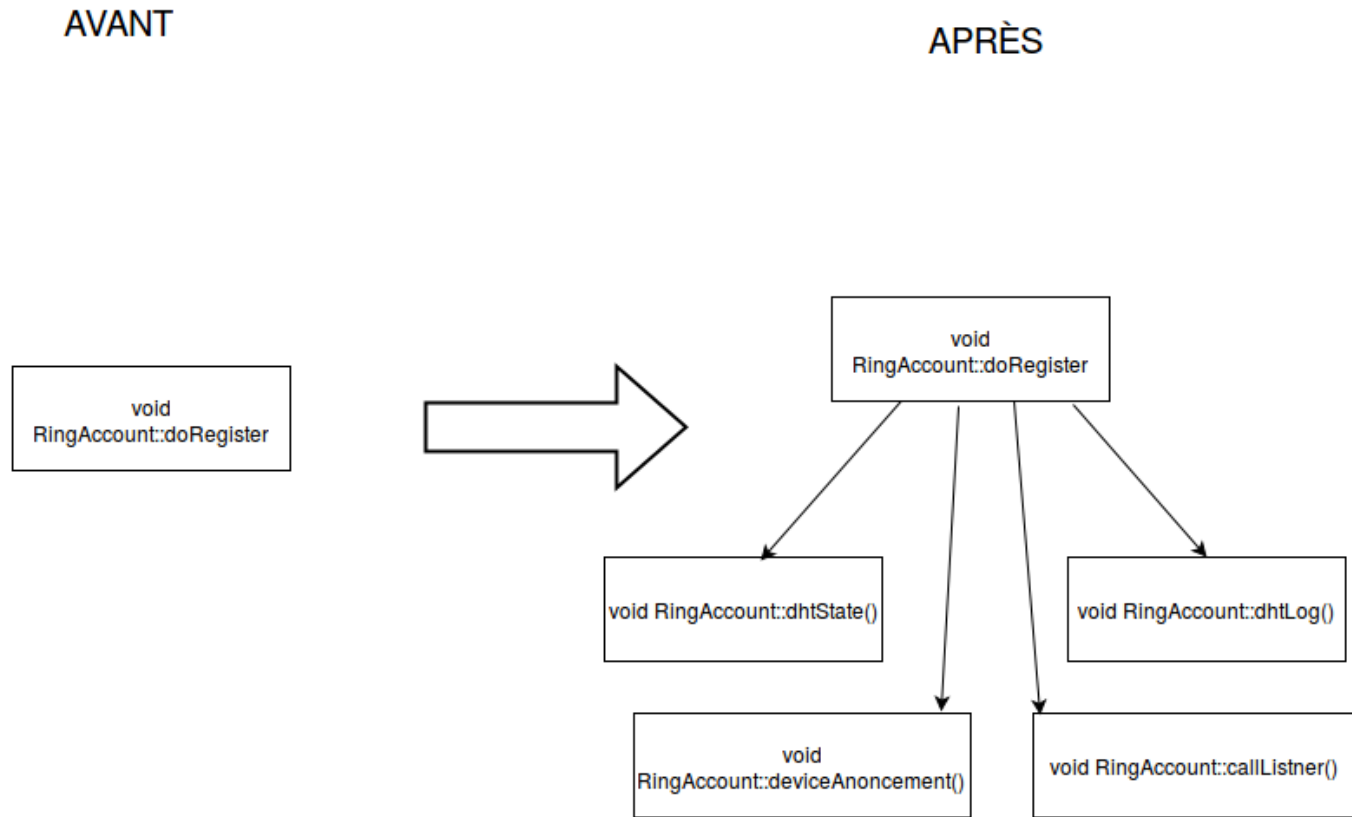 AVANT
APRÈS
void
RingAccount::doRegister
void
RingAccount::doRegister
void RingAccount::dhtState()
void RingAccount::dhtLog()
void
RingAccount::deviceAnoncement()
void RingAccount::callListner()